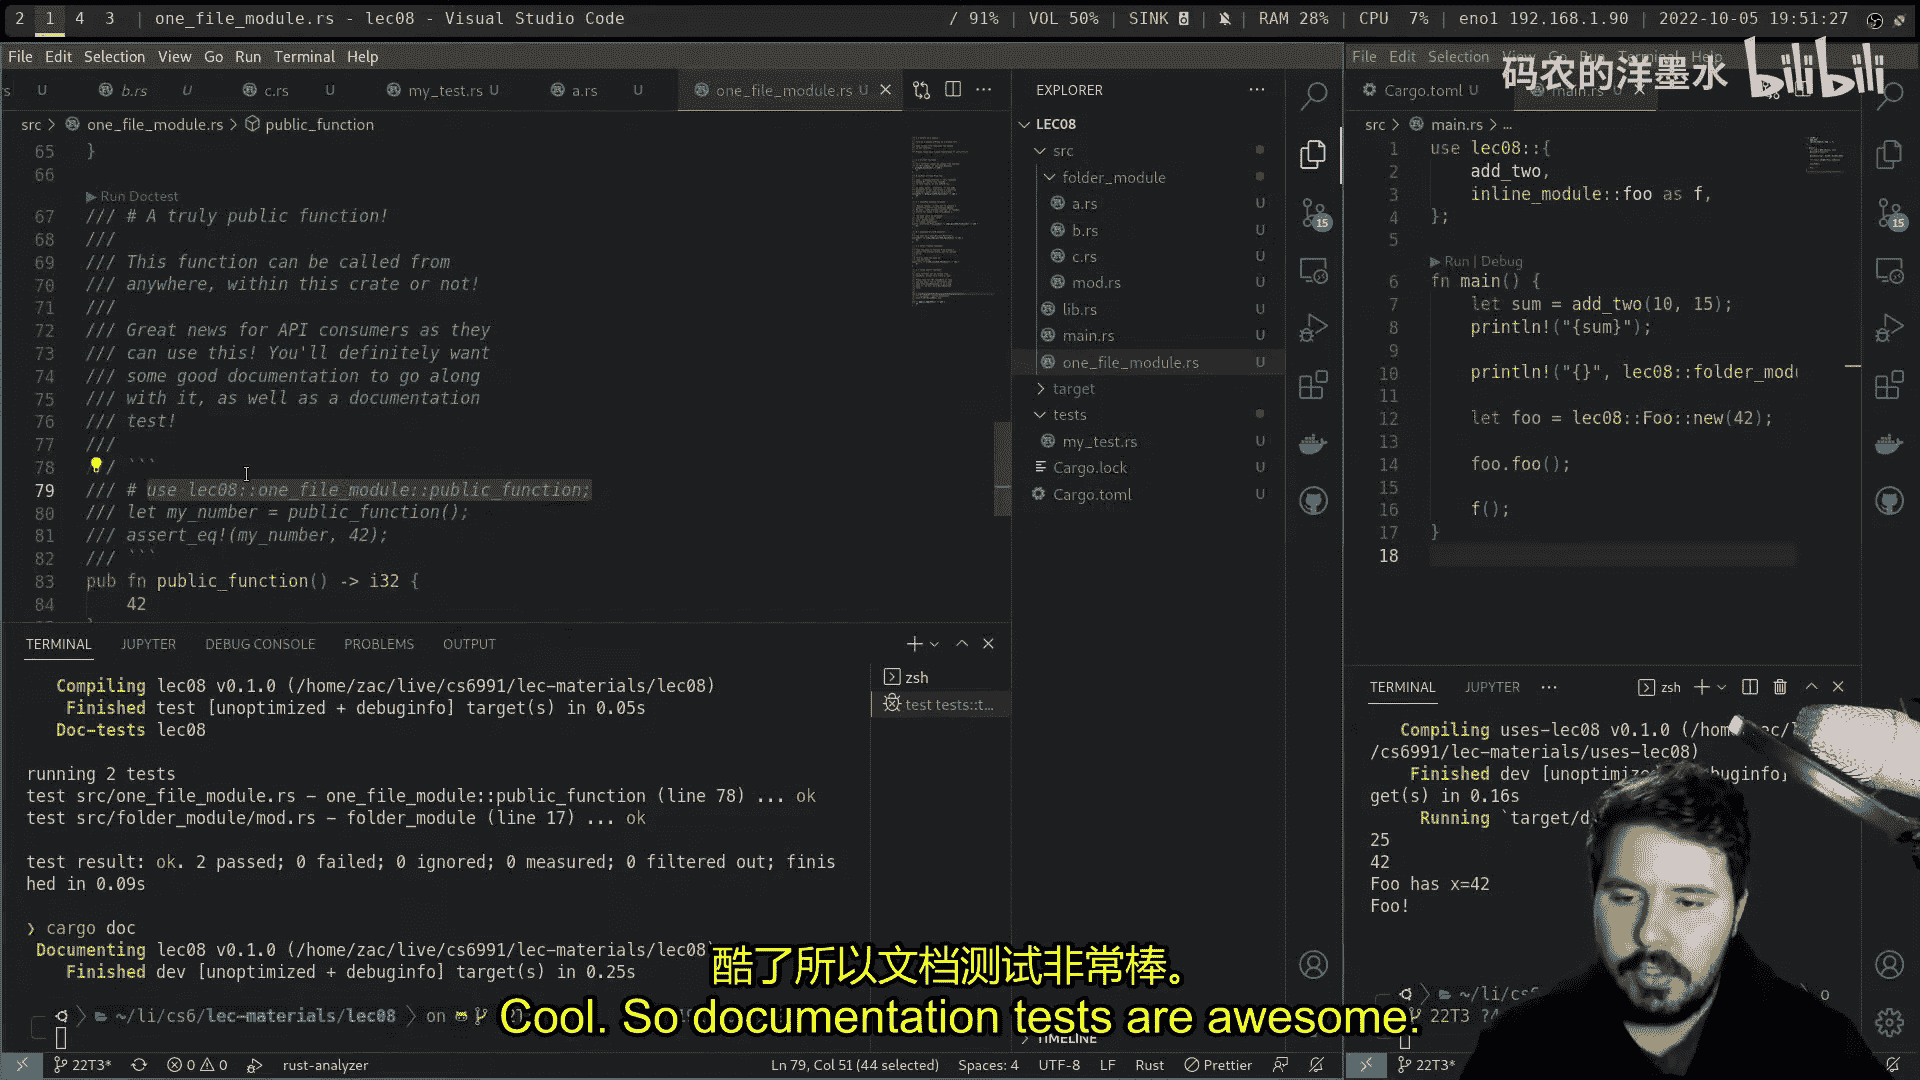 2 1 4 3 | one_file_module.rs - lec08 - Visual Studio Code
/ 91% | VOL 50% | SINK | RAM 28% | CPU 7% | eno1 192.168.1.90 | 2022-10-05 19:51:27
File Edit Selection View Go Run Terminal Help
rs U b.rs U c.rs U my_test.rs U a.rs U one_file_module.rs U
src > one_file_module.rs > public_function
65 }
66
▶ Run Doctest
67 /// # A truly public function!
68 ///
69 /// This function can be called from
70 /// anywhere, within this crate or not!
71 ///
72 /// Great news for API consumers as they
73 /// can use this! You'll definitely want
74 /// some good documentation to go along
75 /// with it, as well as a documentation
76 /// test!
77 ///
78 /// ```
79 /// # use lec08::one_file_module::public_function;
80 /// let my_number = public_function();
81 /// assert_eq!(my_number, 42);
82 /// ```
83 pub fn public_function() -> i32 {
84     42
TERMINAL JUPYTER DEBUG CONSOLE PROBLEMS OUTPUT
Compiling lec08 v0.1.0 (/home/zac/live/cs6991/lec-materials/lec08)
Finished test [unoptimized + debuginfo] target(s) in 0.05s
Doc-tests lec08
running 2 tests
test src/one_file_module.rs - one_file_module::public_function (line 78) ... ok
test src/folder_module/mod.rs - folder_module (line 17) ... ok
test result: ok. 2 passed; 0 failed; 0 ignored; 0 measured; 0 filtered out; finis
hed in 0.09s
❯ cargo doc
Documenting lec08 v0.1.0 (/home/zac/live/cs6991/lec-materials/lec08)
Finished dev [unoptimized + debuginfo] target(s) in 0.25s
~/li/cs6/lec-materials/lec08 on
zsh
test tests::t...
EXPLORER
LEC08
src
folder_module
a.rs U
b.rs U
c.rs U
mod.rs U
lib.rs U
main.rs U
one_file_module.rs U
target
tests
my_test.rs U
Cargo.lock U
Cargo.toml U
TIMELINE
15
22T3* 0 0 rust-analyzer Ln 79, Col 51 (44 selected) Spaces: 4 UTF-8 LF Rust Prettier
File Edit Selection View Go Run Terminal Help
码农的洋墨水 bilibili
Cargo.toml U main.rs U
src > main.rs > ...
1 use lec08::{
2     add_two,
3     inline_module::foo as f,
4 };
5
▶ Run | Debug
6 fn main() {
7     let sum = add_two(10, 15);
8     println!("{sum}");
9
10     println!("{}", lec08::folder_modu
11
12     let foo = lec08::Foo::new(42);
13
14     foo.foo();
15
16     f();
17 }
18
15
TERMINAL JUPYTER ... zsh
Compiling uses-lec08 v0.1.0
/cs6991/lec-materials/uses-lec08)
Finished dev
get(s) in 0.16s
Running `target/d
25
42
Foo has x=42
Foo!
22T3
22T3*
酷了所以文档测试非常棒。
Cool. So documentation tests are awesome.